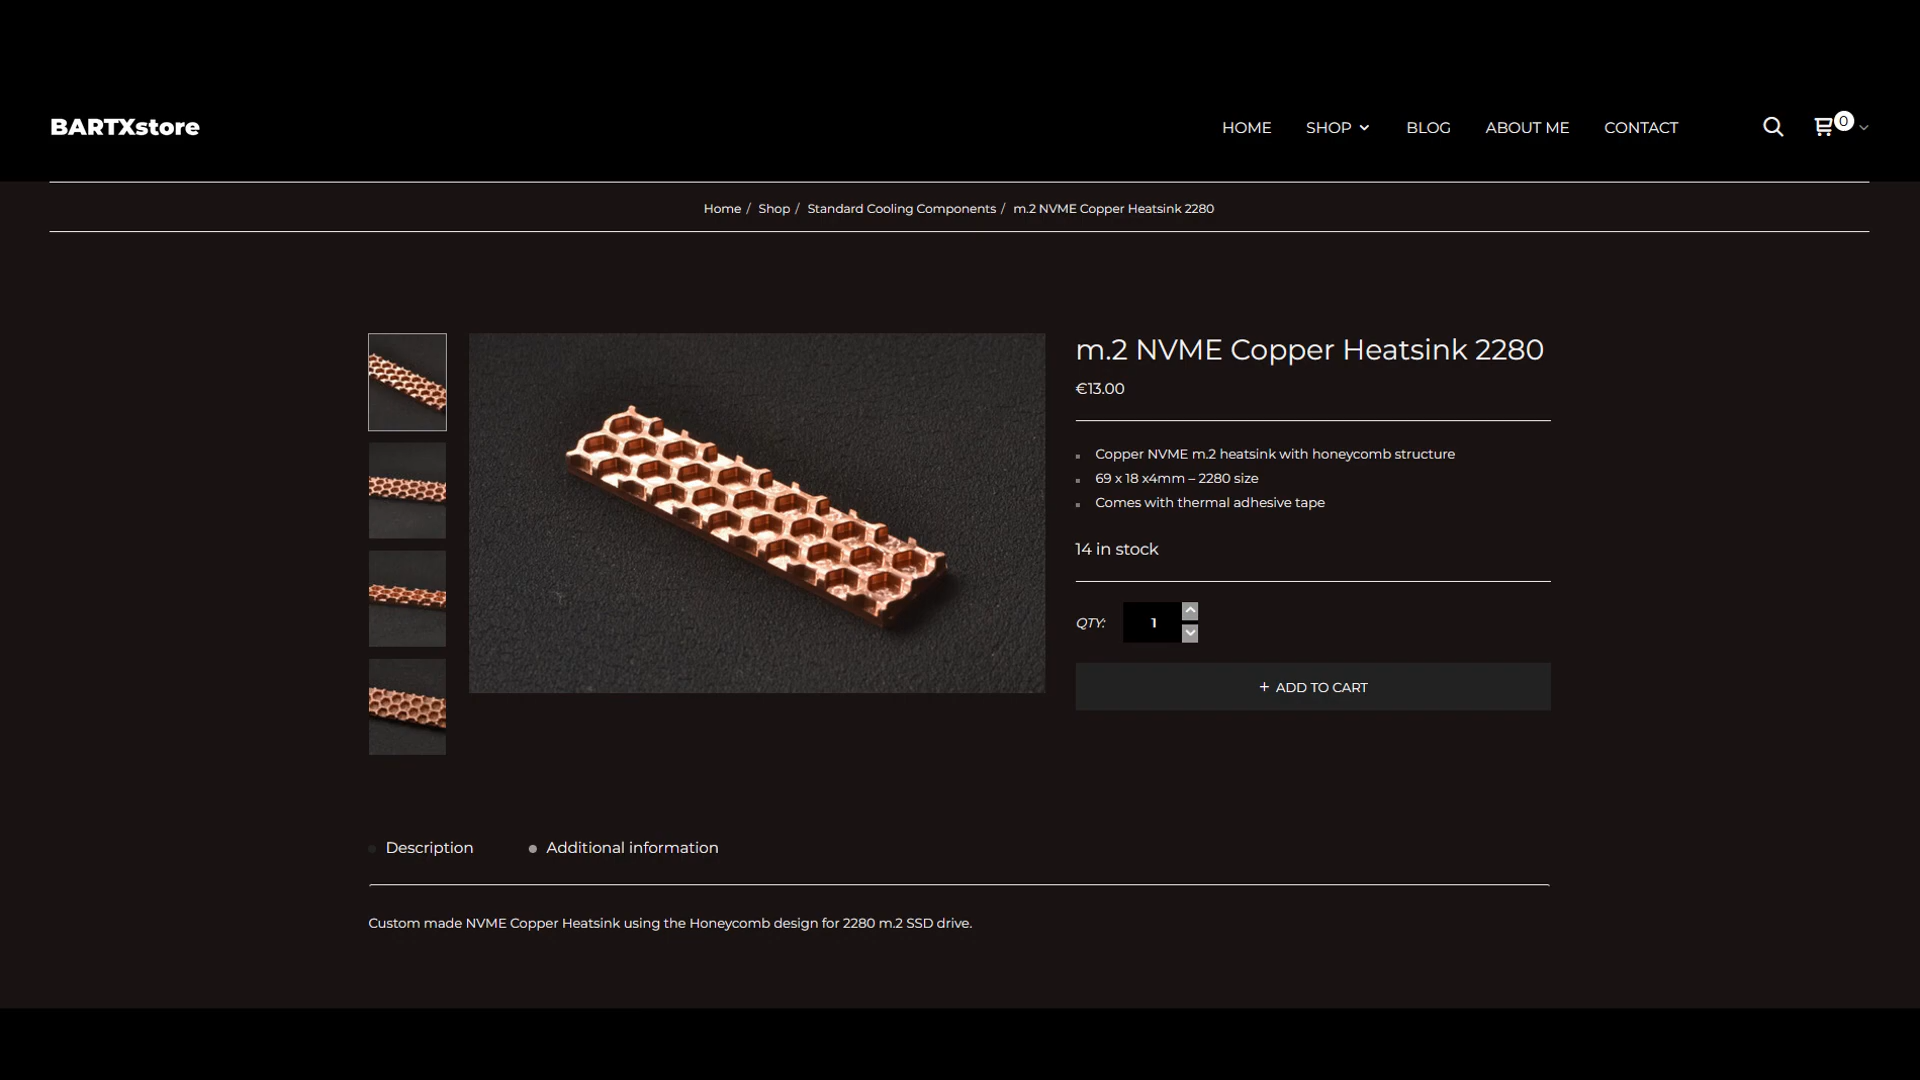 BARTXstore
HOME SHOP BLOG ABOUT ME CONTACT 0
Home / Shop / Standard Cooling Components / m.2 NVME Copper Heatsink 2280
m.2 NVME Copper Heatsink 2280
€13.00
Copper NVME m.2 heatsink with honeycomb structure
69 x 18 x4mm – 2280 size
Comes with thermal adhesive tape
14 in stock
QTY: 1
+ ADD TO CART
Description Additional information
Custom made NVME Copper Heatsink using the Honeycomb design for 2280 m.2 SSD drive.